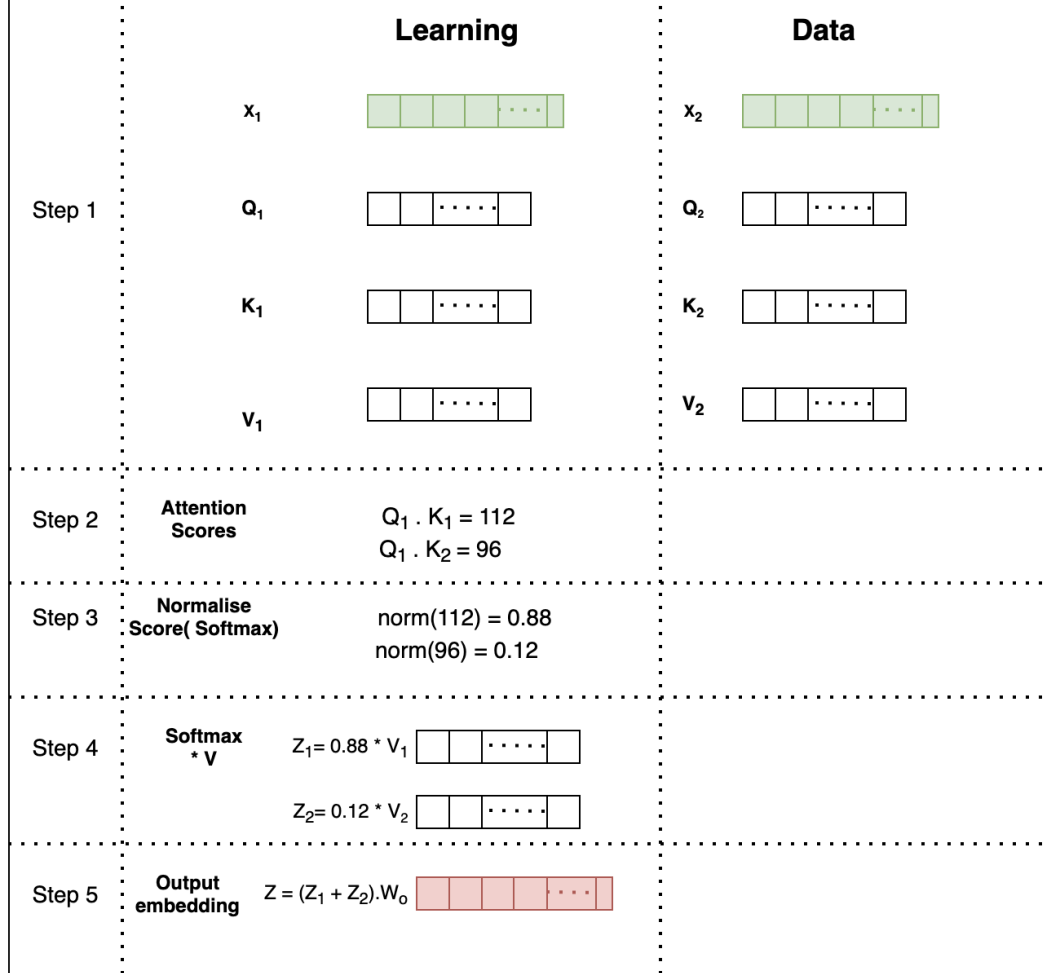 Learning
Data
X₁
X₂
Step 1
Q₁
Q₂
K₁
K₂
V₁
V₂
Step 2
Attention
Scores
Q₁ . K₁ = 112
Q₁ . K₂ = 96
Step 3
Normalise
Score( Softmax)
norm(112) = 0.88
norm(96) = 0.12
Step 4
Softmax
* V
Z₁= 0.88 * V₁
Z₂= 0.12 * V₂
Step 5
Output
embedding
Z = (Z₁ + Z₂).Wₒ